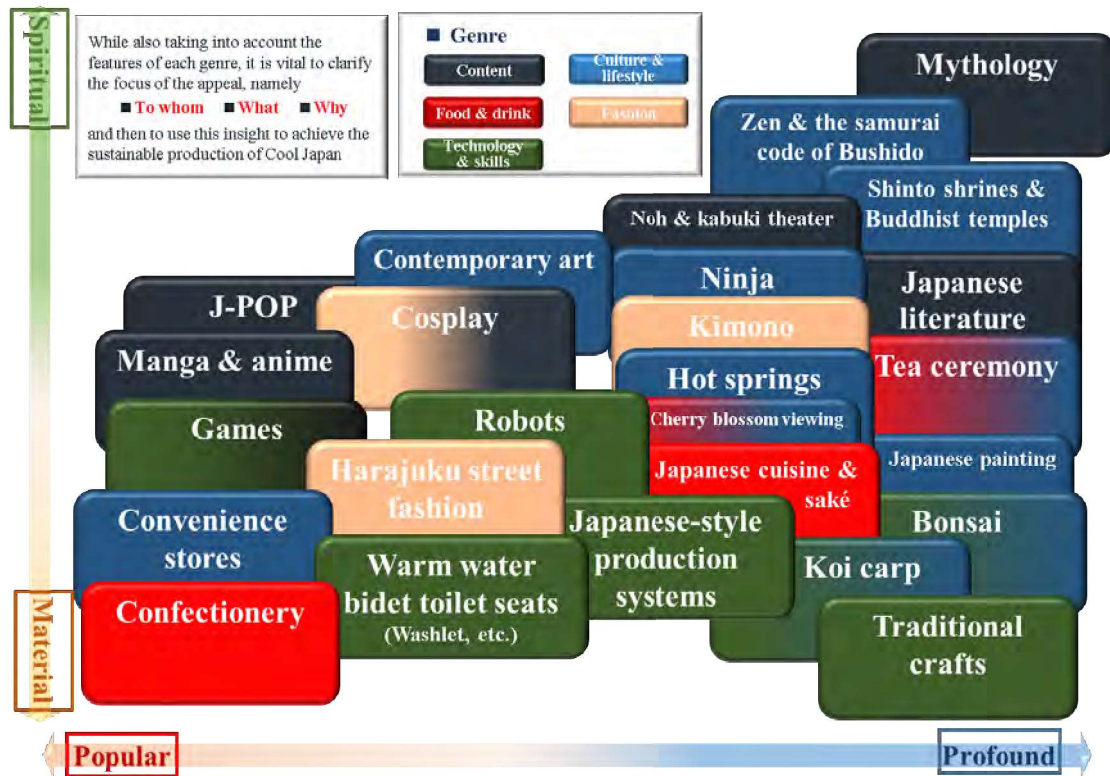 Spiritual
While also taking into account the
features of each genre, it is vital to clarify
the focus of the appeal, namely
■ To whom ■ What ■ Why
and then to use this insight to achieve the
sustainable production of Cool Japan
■ Genre
Content
Culture &
lifestyle
Food & drink
Fashion
Technology
& skills
Mythology
Zen & the samurai
code of Bushido
Shinto shrines &
Buddhist temples
Noh & kabuki theater
Contemporary art
Ninja
Japanese
literature
J-POP
Cosplay
Kimono
Manga & anime
Hot springs
Tea ceremony
Games
Robots
Cherry blossom viewing
Harajuku street
fashion
Japanese cuisine &
saké
Japanese painting
Convenience
stores
Japanese-style
production
systems
Bonsai
Warm water
bidet toilet seats
(Washlet, etc.)
Koi carp
Confectionery
Traditional
crafts
Material
Popular
Profound